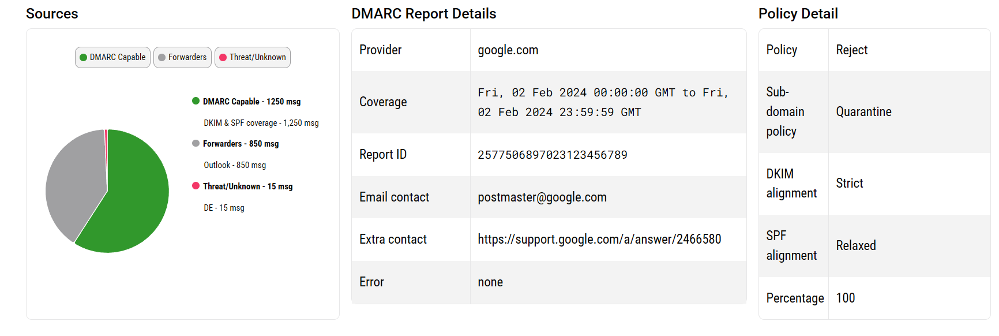 Sources
DMARC Capable Forwarders Threat/Unknown
DMARC Capable - 1250 msg
DKIM & SPF coverage - 1,250 msg
Forwarders - 850 msg
Outlook - 850 msg
Threat/Unknown - 15 msg
DE - 15 msg
DMARC Report Details
Provider google.com
Coverage Fri, 02 Feb 2024 00:00:00 GMT to Fri,
02 Feb 2024 23:59:59 GMT
Report ID 2577506897023123456789
Email contact postmaster@google.com
Extra contact https://support.google.com/a/answer/2466580
Error none
Policy Detail
Policy Reject
Sub-
domain Quarantine
policy
DKIM
alignment Strict
SPF
alignment Relaxed
Percentage 100